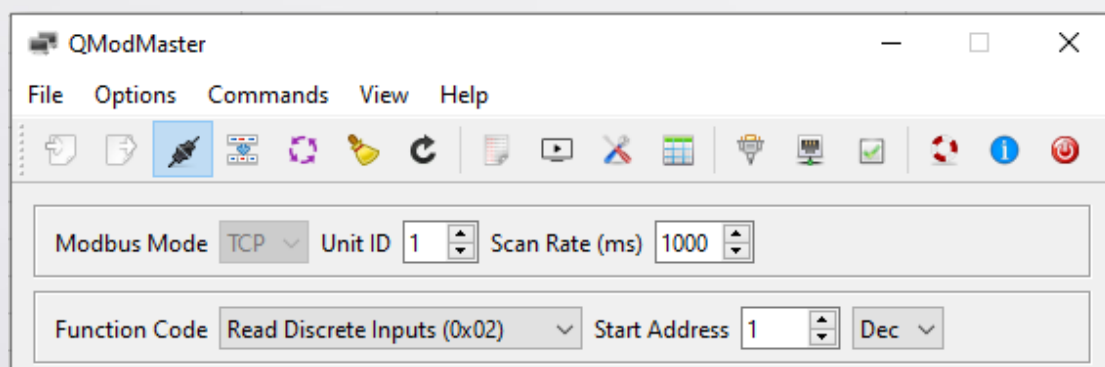 QModMaster
File Options Commands View Help
Modbus Mode TCP Unit ID 1 Scan Rate (ms) 1000
Function Code Read Discrete Inputs (0x02) Start Address 1 Dec